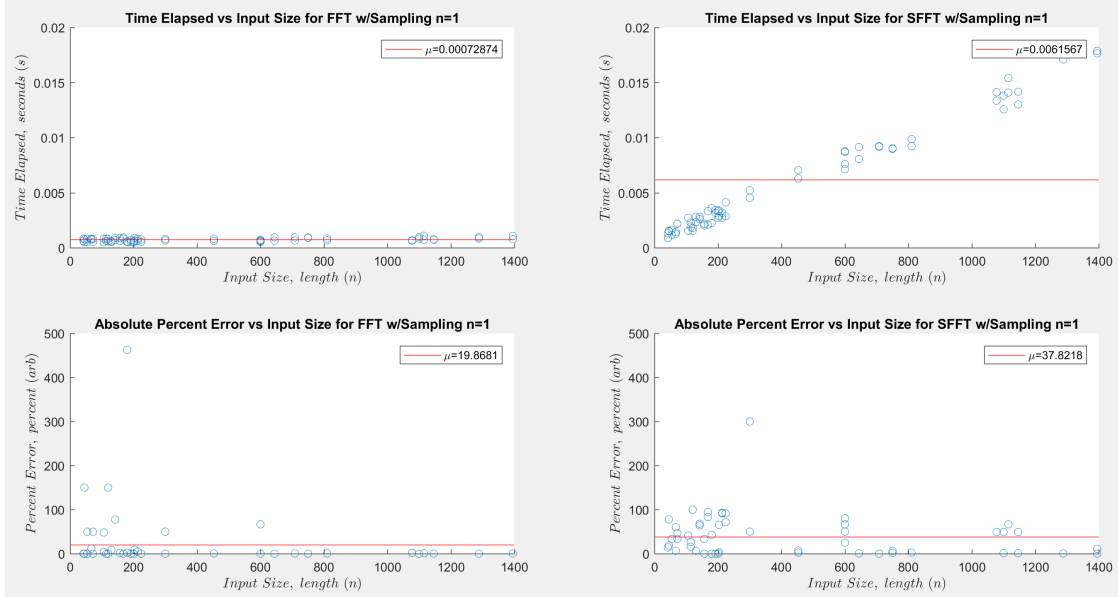 Time Elapsed vs Input Size for FFT w/Sampling n=1
0.02
0.015
0.01
0.005
0
Time Elapsed, seconds (s)
μ=0.00072874
0 200 400 600 800 1000 1200 1400
Input Size, length (n)
Time Elapsed vs Input Size for SFFT w/Sampling n=1
0.02
0.015
0.01
0.005
0
Time Elapsed, seconds (s)
μ=0.0061567
0 200 400 600 800 1000 1200 1400
Input Size, length (n)
Absolute Percent Error vs Input Size for FFT w/Sampling n=1
500
400
300
200
100
0
Percent Error, percent (arb)
μ=19.8681
0 200 400 600 800 1000 1200 1400
Input Size, length (n)
Absolute Percent Error vs Input Size for SFFT w/Sampling n=1
500
400
300
200
100
0
Percent Error, percent (arb)
μ=37.8218
0 200 400 600 800 1000 1200 1400
Input Size, length (n)